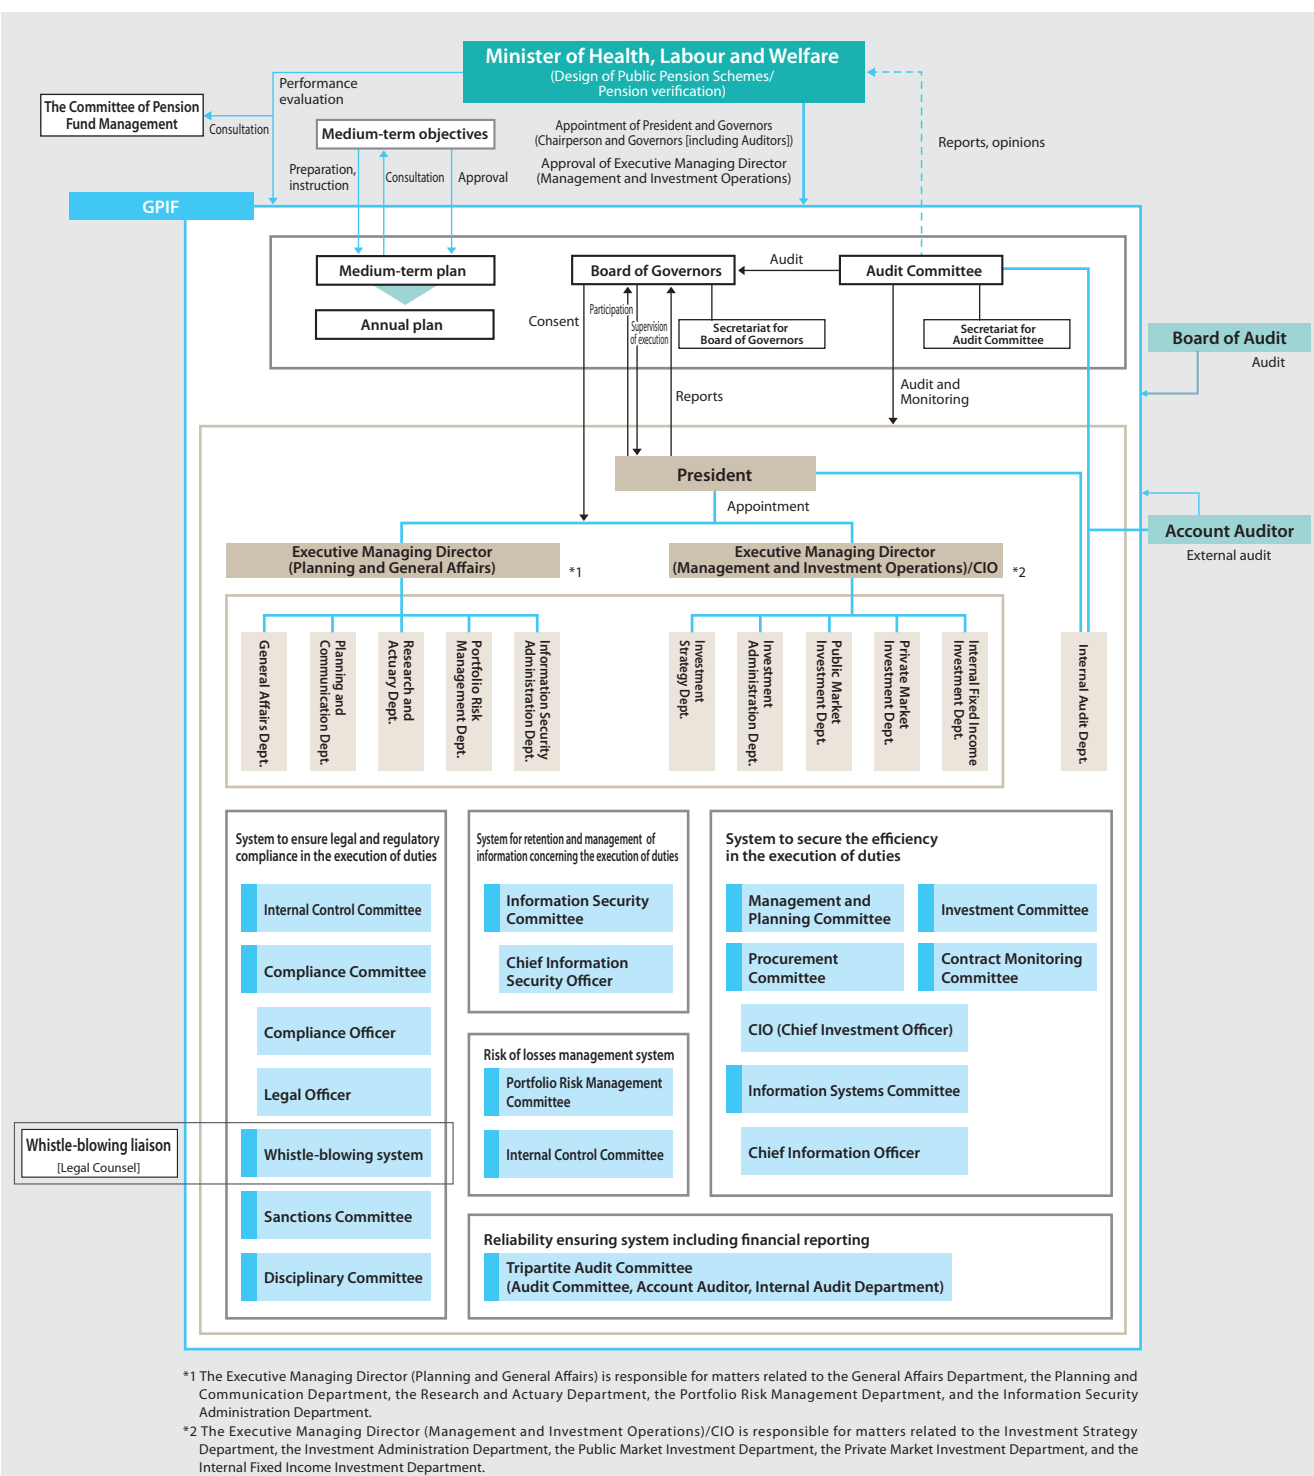 Minister of Health, Labour and Welfare
(Design of Public Pension Schemes/
Pension verification)
Performance
evaluation
The Committee of Pension
Fund Management
Consultation
Medium-term objectives
Appointment of President and Governors
(Chairperson and Governors [including Auditors])
Approval of Executive Managing Director
(Management and Investment Operations)
Reports, opinions
Preparation,
instruction
Consultation
Approval
GPIF
Medium-term plan
Annual plan
Board of Governors
Audit
Audit Committee
Consent
Participation
Supervision
of execution
Secretariat for
Board of Governors
Secretariat for
Audit Committee
Board of Audit
Audit
Reports
Audit and
Monitoring
President
Appointment
Account Auditor
External audit
Executive Managing Director
(Planning and General Affairs)
*1
Executive Managing Director
(Management and Investment Operations)/CIO
*2
General Affairs Dept.
Planning and
Communication Dept.
Research and
Actuary Dept.
Portfolio Risk
Management Dept.
Information Security
Administration Dept.
Investment
Strategy Dept.
Investment
Administration Dept.
Public Market
Investment Dept.
Private Market
Investment Dept.
Internal Fixed Income
Investment Dept.
Internal Audit Dept.
System to ensure legal and regulatory
compliance in the execution of duties
Internal Control Committee
Compliance Committee
Compliance Officer
Legal Officer
Whistle-blowing liaison
[Legal Counsel]
Whistle-blowing system
Sanctions Committee
Disciplinary Committee
System for retention and management of
information concerning the execution of duties
Information Security
Committee
Chief Information
Security Officer
Risk of losses management system
Portfolio Risk Management
Committee
Internal Control Committee
System to secure the efficiency
in the execution of duties
Management and
Planning Committee
Investment Committee
Procurement
Committee
Contract Monitoring
Committee
CIO (Chief Investment Officer)
Information Systems Committee
Chief Information Officer
Reliability ensuring system including financial reporting
Tripartite Audit Committee
(Audit Committee, Account Auditor, Internal Audit Department)
*1 The Executive Managing Director (Planning and General Affairs) is responsible for matters related to the General Affairs Department, the Planning and
Communication Department, the Research and Actuary Department, the Portfolio Risk Management Department, and the Information Security
Administration Department.
*2 The Executive Managing Director (Management and Investment Operations)/CIO is responsible for matters related to the Investment Strategy
Department, the Investment Administration Department, the Public Market Investment Department, the Private Market Investment Department, and the
Internal Fixed Income Investment Department.